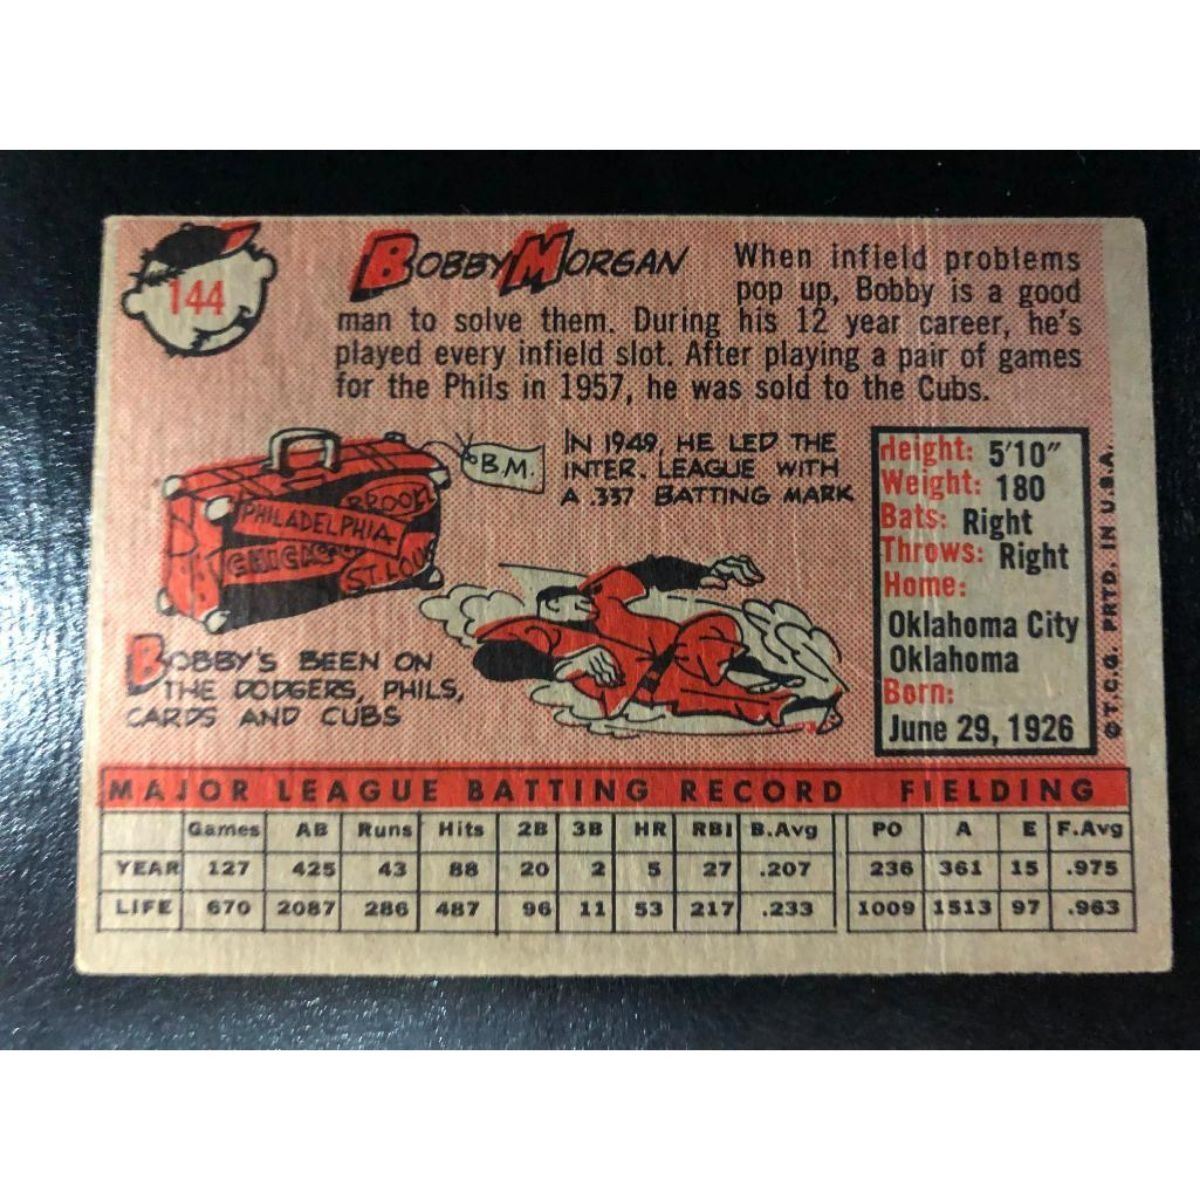 144
BOBBY MORGAN
When infield problems
pop up, Bobby is a good
man to solve them. During his 12 year career, he's
played every infield slot. After playing a pair of games
for the Phils in 1957, he was sold to the Cubs.
B.M.
BROOKL
PHILADELPHIA
CHICAGO
ST. LOUI
IN 1949, HE LED THE
INTER. LEAGUE WITH
A .337 BATTING MARK
BOBBY'S BEEN ON
THE DODGERS, PHILS,
CARDS AND CUBS
Height: 5'10"
Weight: 180
Bats: Right
Throws: Right
Home:
Oklahoma City
Oklahoma
Born:
June 29, 1926
© T.C.G. PRTD. IN U.S.A.
MAJOR LEAGUE BATTING RECORD FIELDING
Games AB Runs Hits 2B 3B HR RBI B.Avg PO A E F.Avg
YEAR 127 425 43 88 20 2 5 27 .207 236 361 15 .975
LIFE 670 2087 286 487 96 11 53 217 .233 1009 1513 97 .963